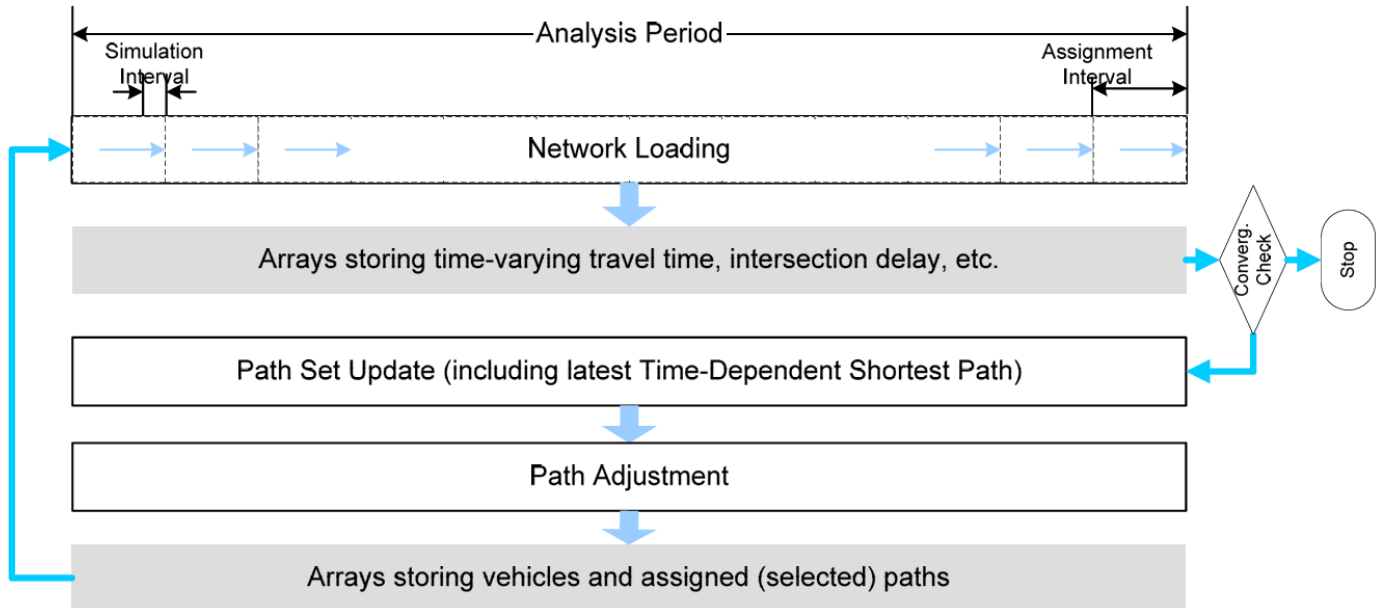 Analysis Period
Simulation
Interval
Assignment
Interval
Network Loading
Arrays storing time-varying travel time, intersection delay, etc.
Converg.
Check
Stop
Path Set Update (including latest Time-Dependent Shortest Path)
Path Adjustment
Arrays storing vehicles and assigned (selected) paths